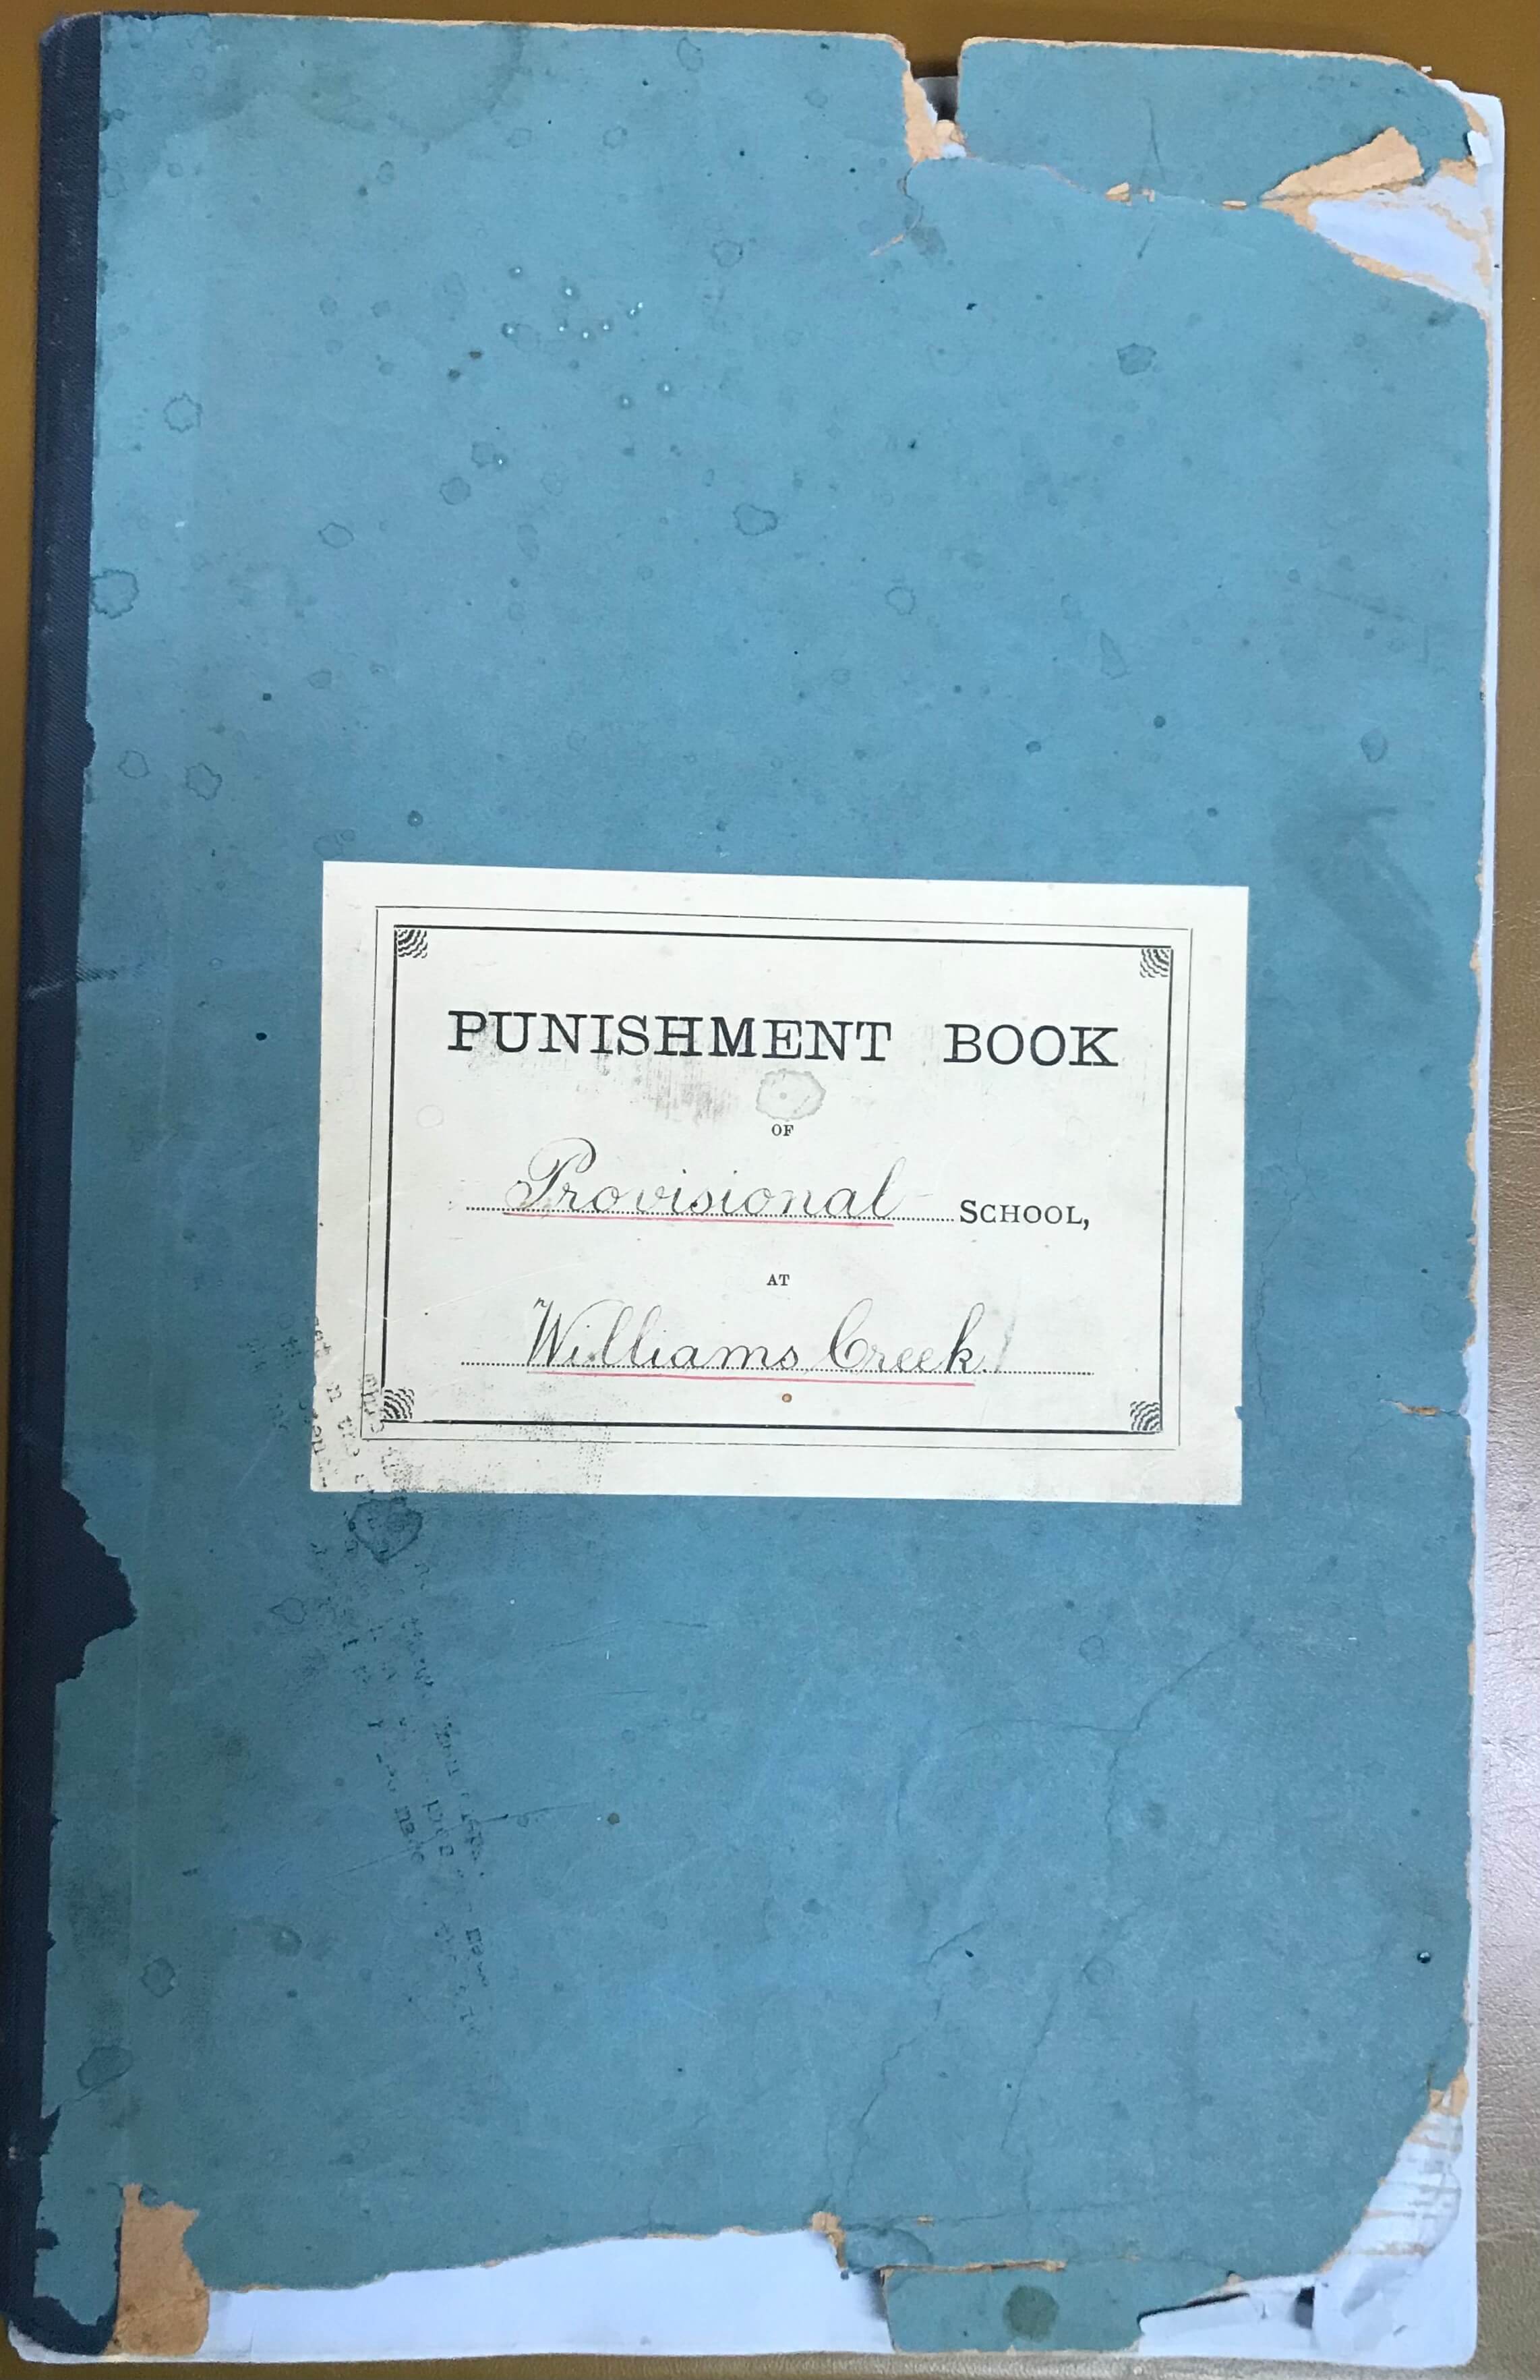 PUNISHMENT BOOK
OF
Provisional SCHOOL,
AT
Williams Creek.